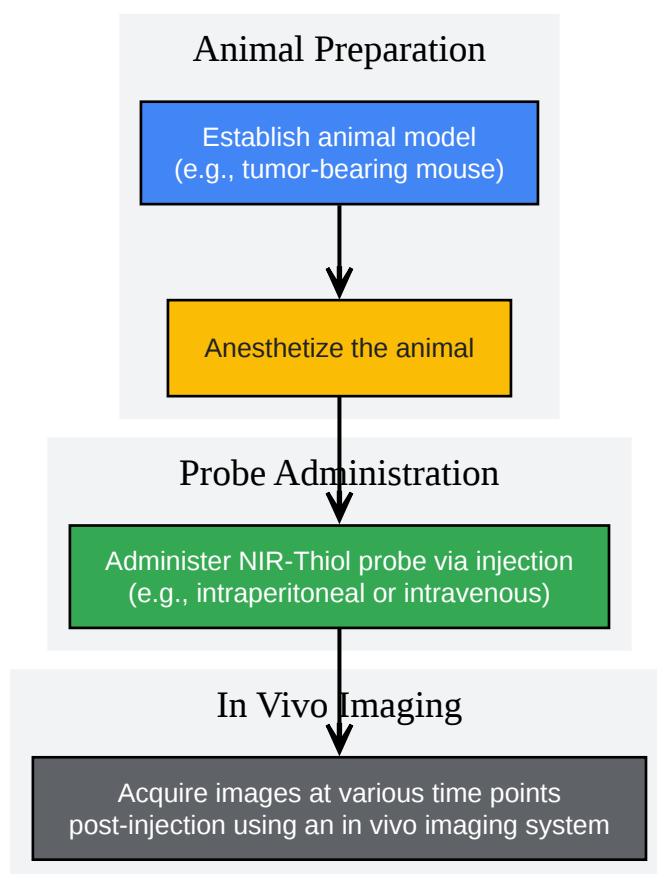 Animal Preparation
Establish animal model
(e.g., tumor-bearing mouse)
Anesthetize the animal
Probe Administration
Administer NIR-Thiol probe via injection
(e.g., intraperitoneal or intravenous)
In Vivo Imaging
Acquire images at various time points
post-injection using an in vivo imaging system